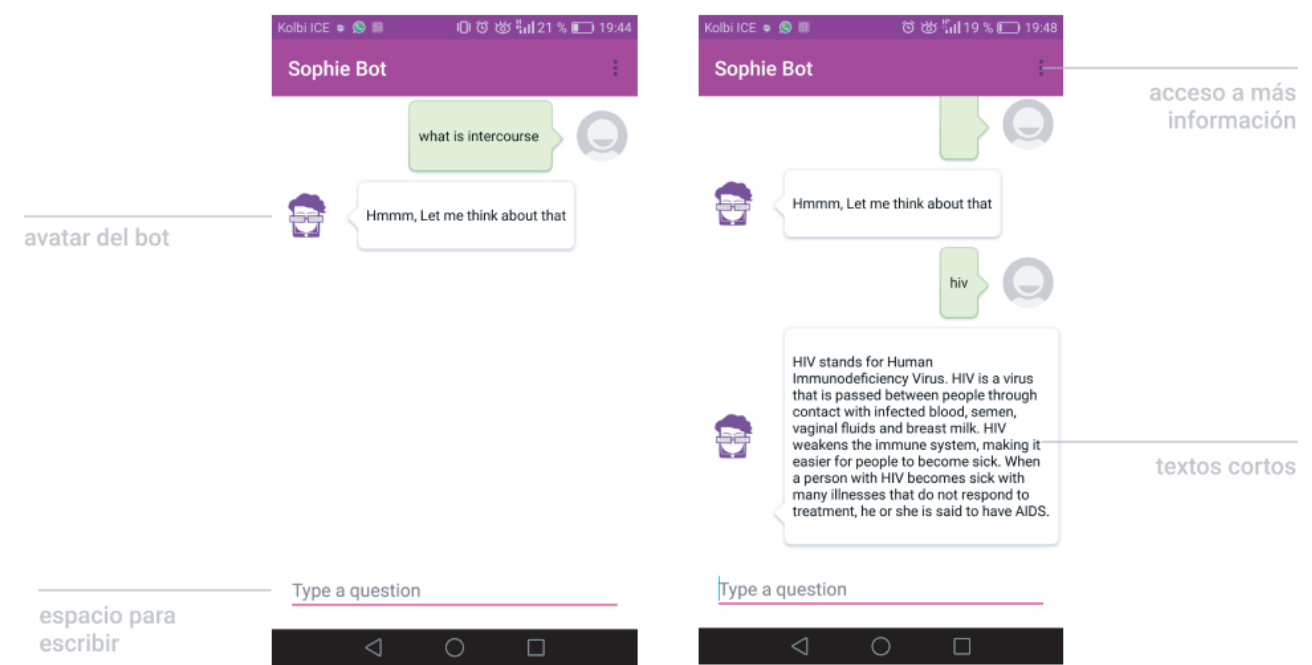 Kolbi ICE 21 % 19:44
Sophie Bot
what is intercourse
Hmmm, Let me think about that
Type a question
avatar del bot
espacio para
escribir
Kolbi ICE 19 % 19:48
Sophie Bot
Hmmm, Let me think about that
hiv
HIV stands for Human
Immunodeficiency Virus. HIV is a virus
that is passed between people through
contact with infected blood, semen,
vaginal fluids and breast milk. HIV
weakens the immune system, making it
easier for people to become sick. When
a person with HIV becomes sick with
many illnesses that do not respond to
treatment, he or she is said to have AIDS.
Type a question
acceso a más
información
textos cortos